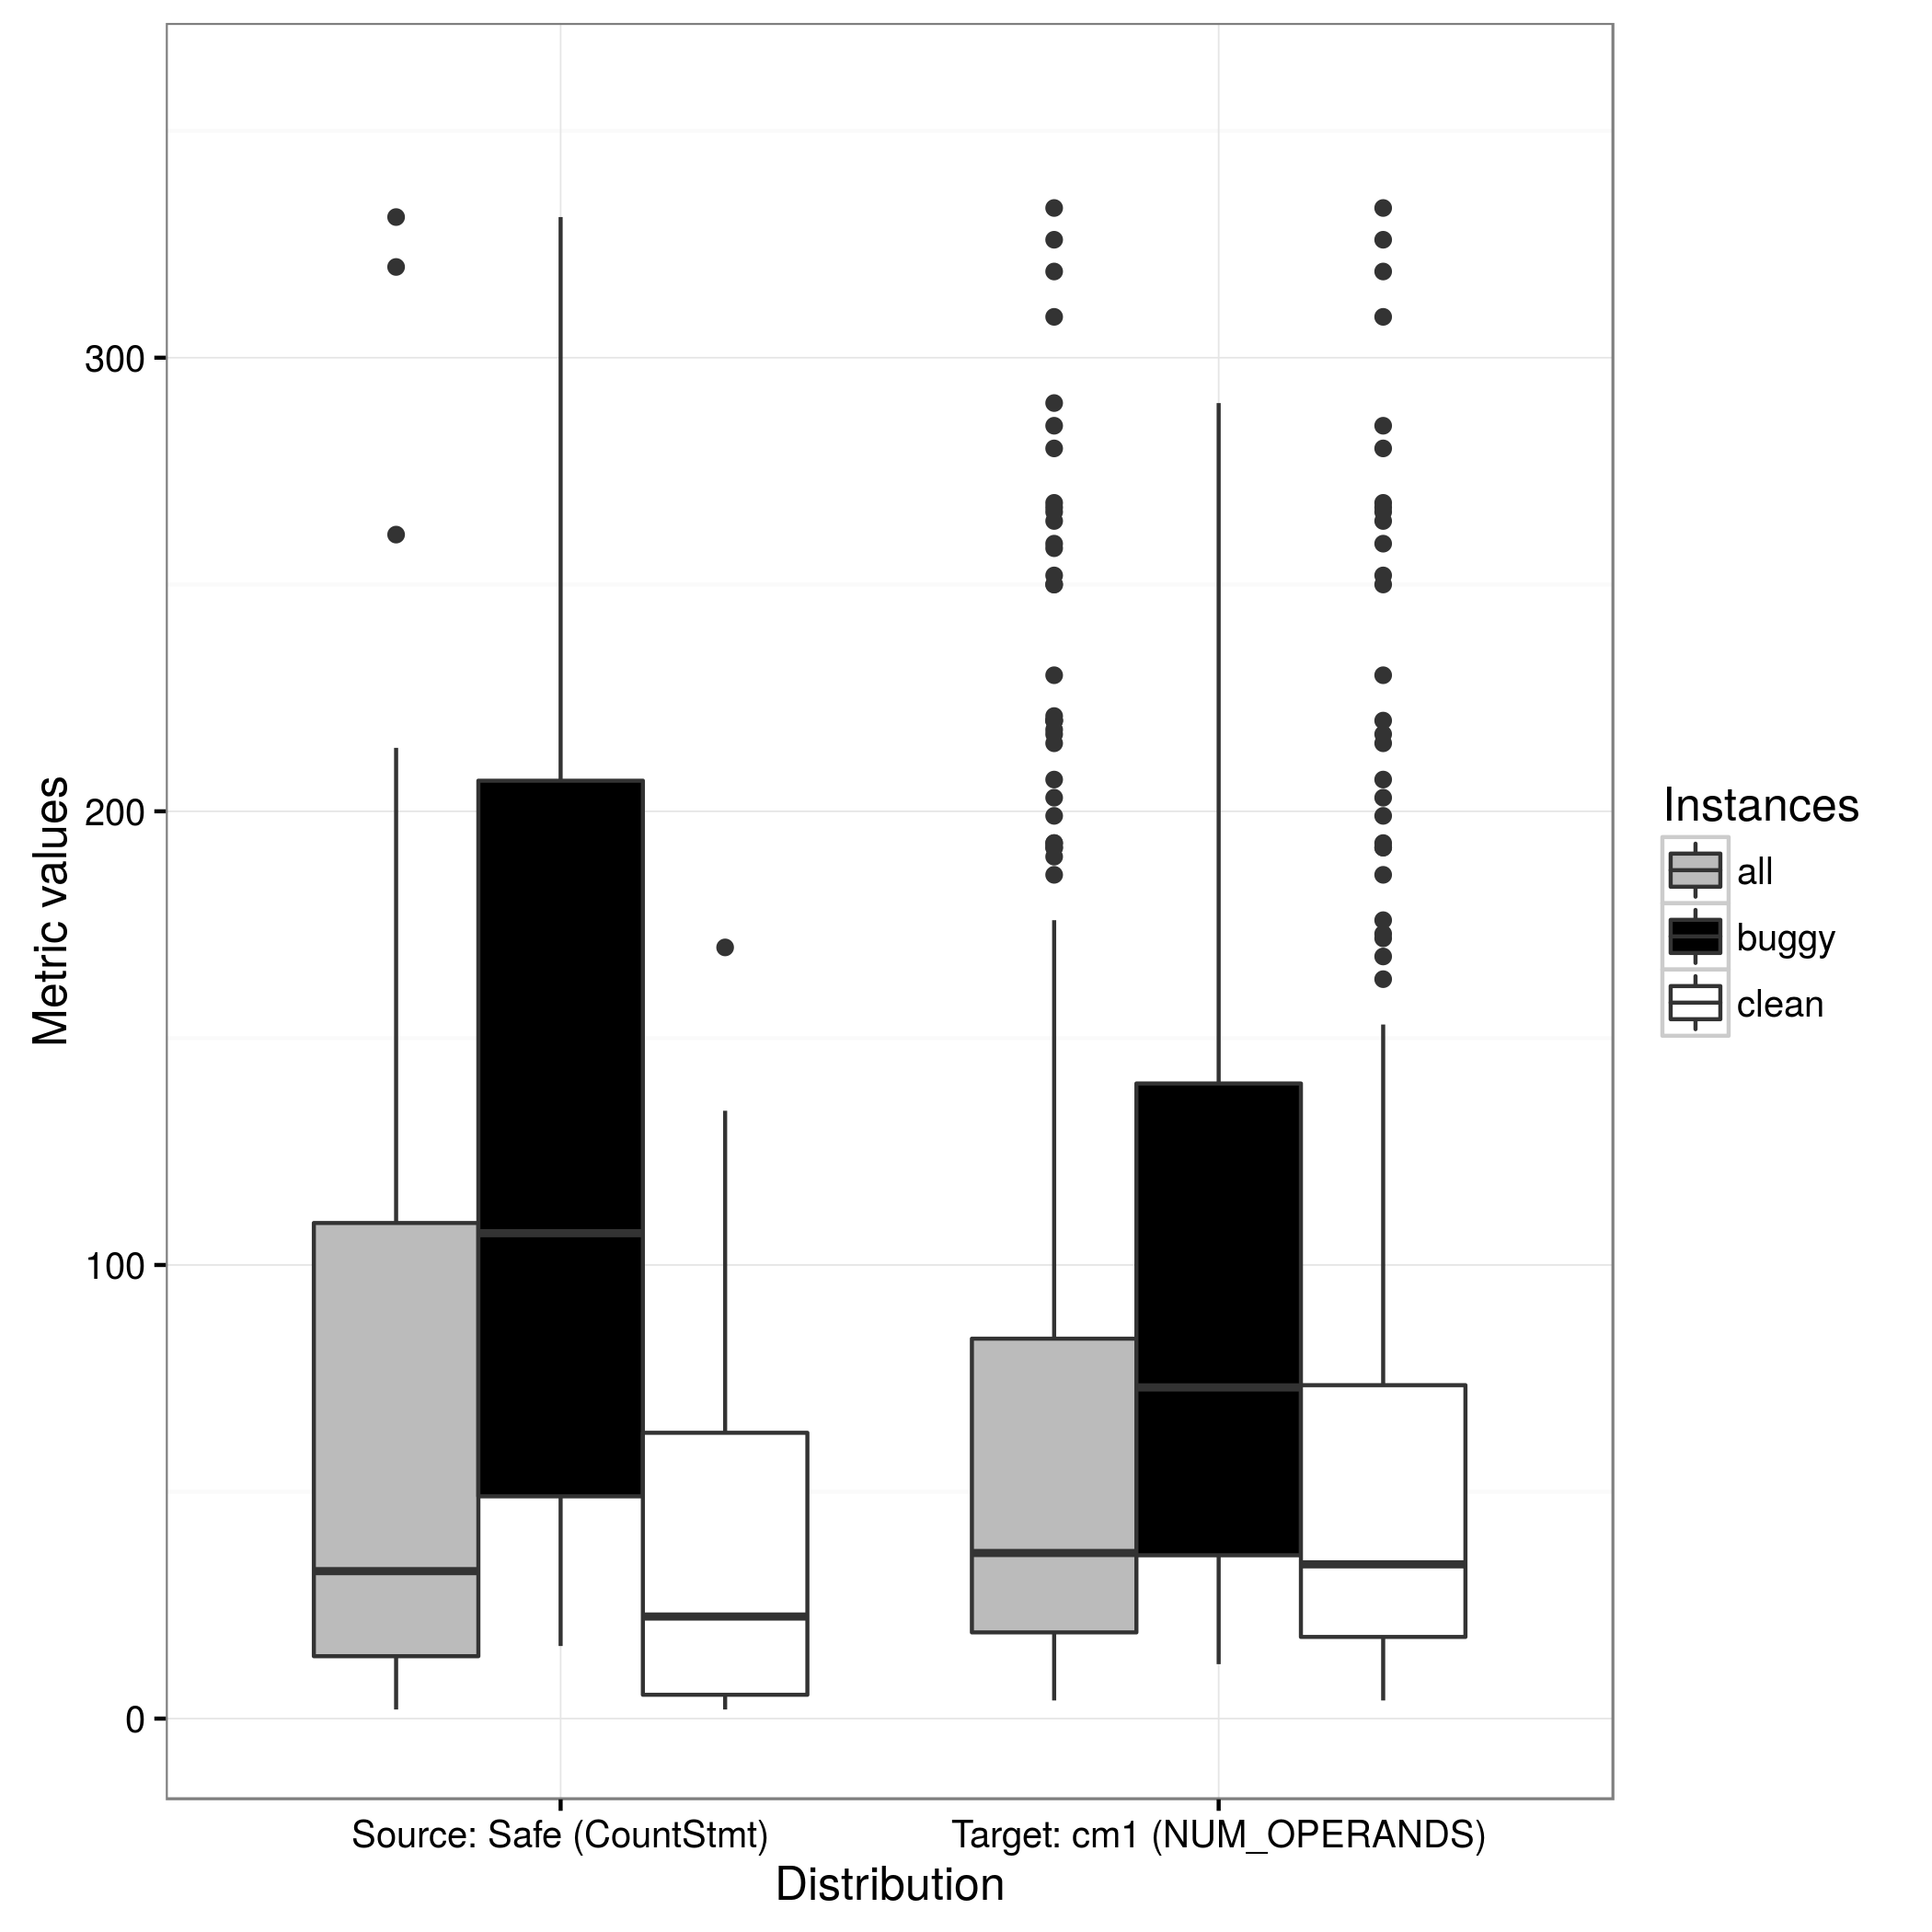 300
200
100
0
Metric values
Source: Safe (CountStmt)
Target: cm1 (NUM_OPERANDS)
Distribution
Instances
all
buggy
clean